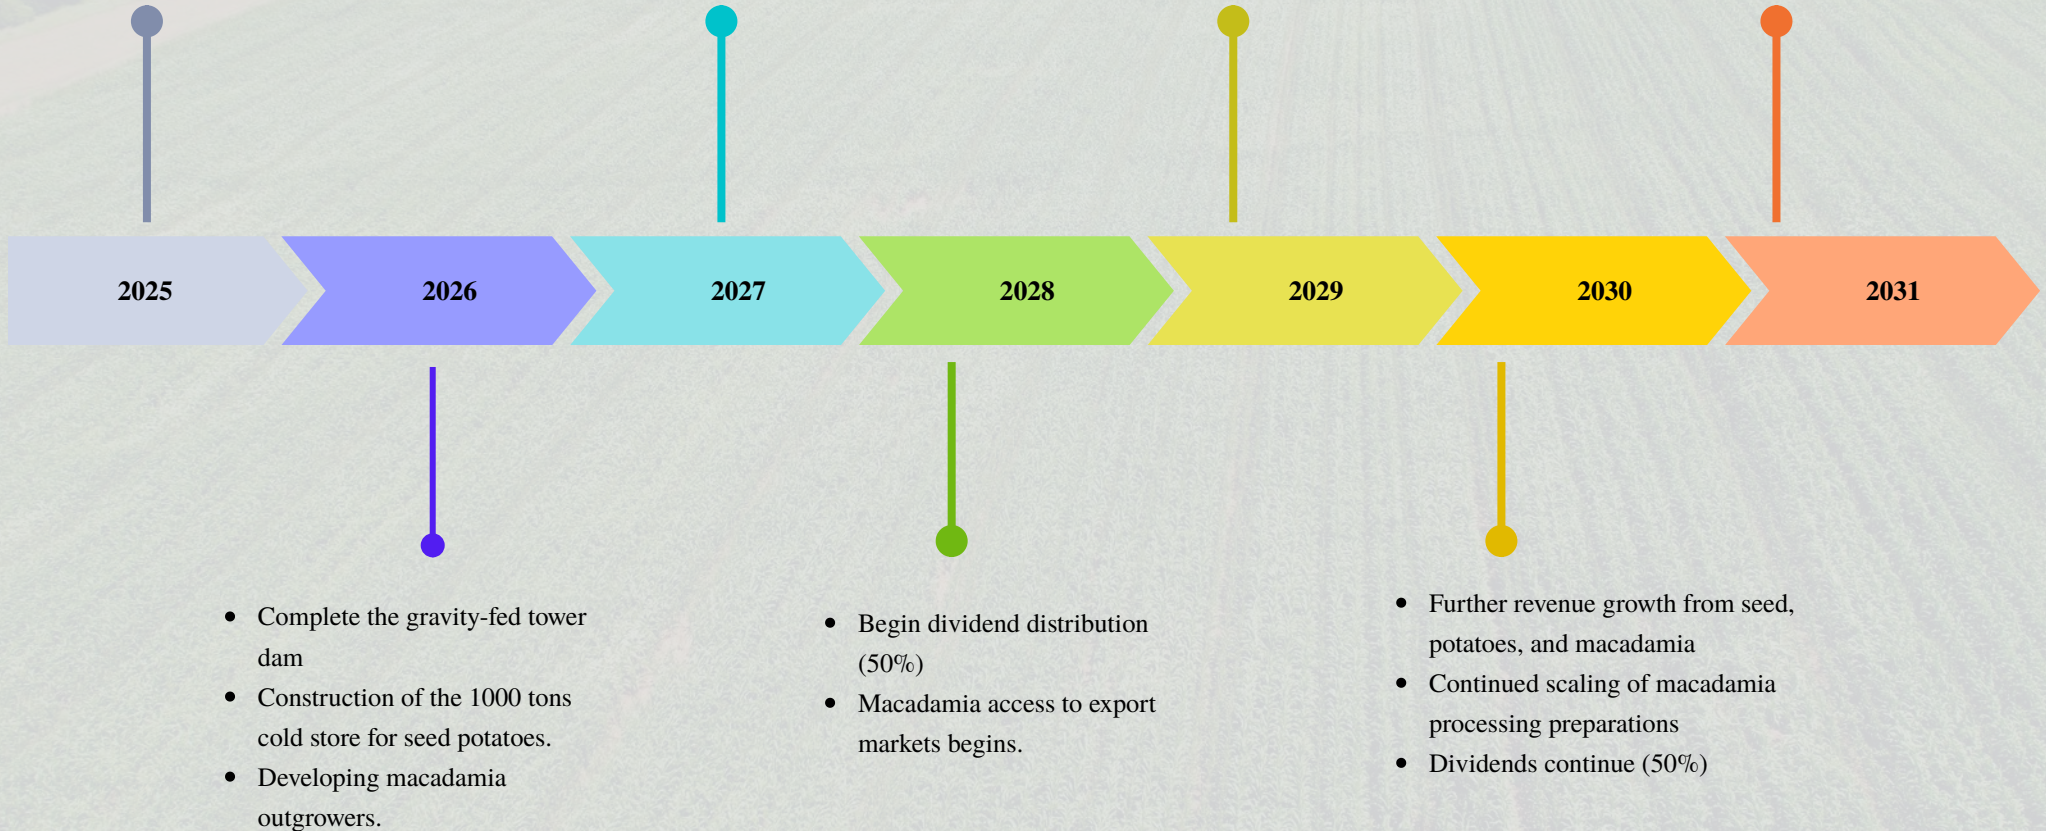 2025
2026
2027
2028
2029
2030
2031
• Complete the gravity-fed tower
dam
• Construction of the 1000 tons
cold store for seed potatoes.
• Developing macadamia
outgrowers.
• Begin dividend distribution
(50%)
• Macadamia access to export
markets begins.
• Further revenue growth from seed,
potatoes, and macadamia
• Continued scaling of macadamia
processing preparations
• Dividends continue (50%)